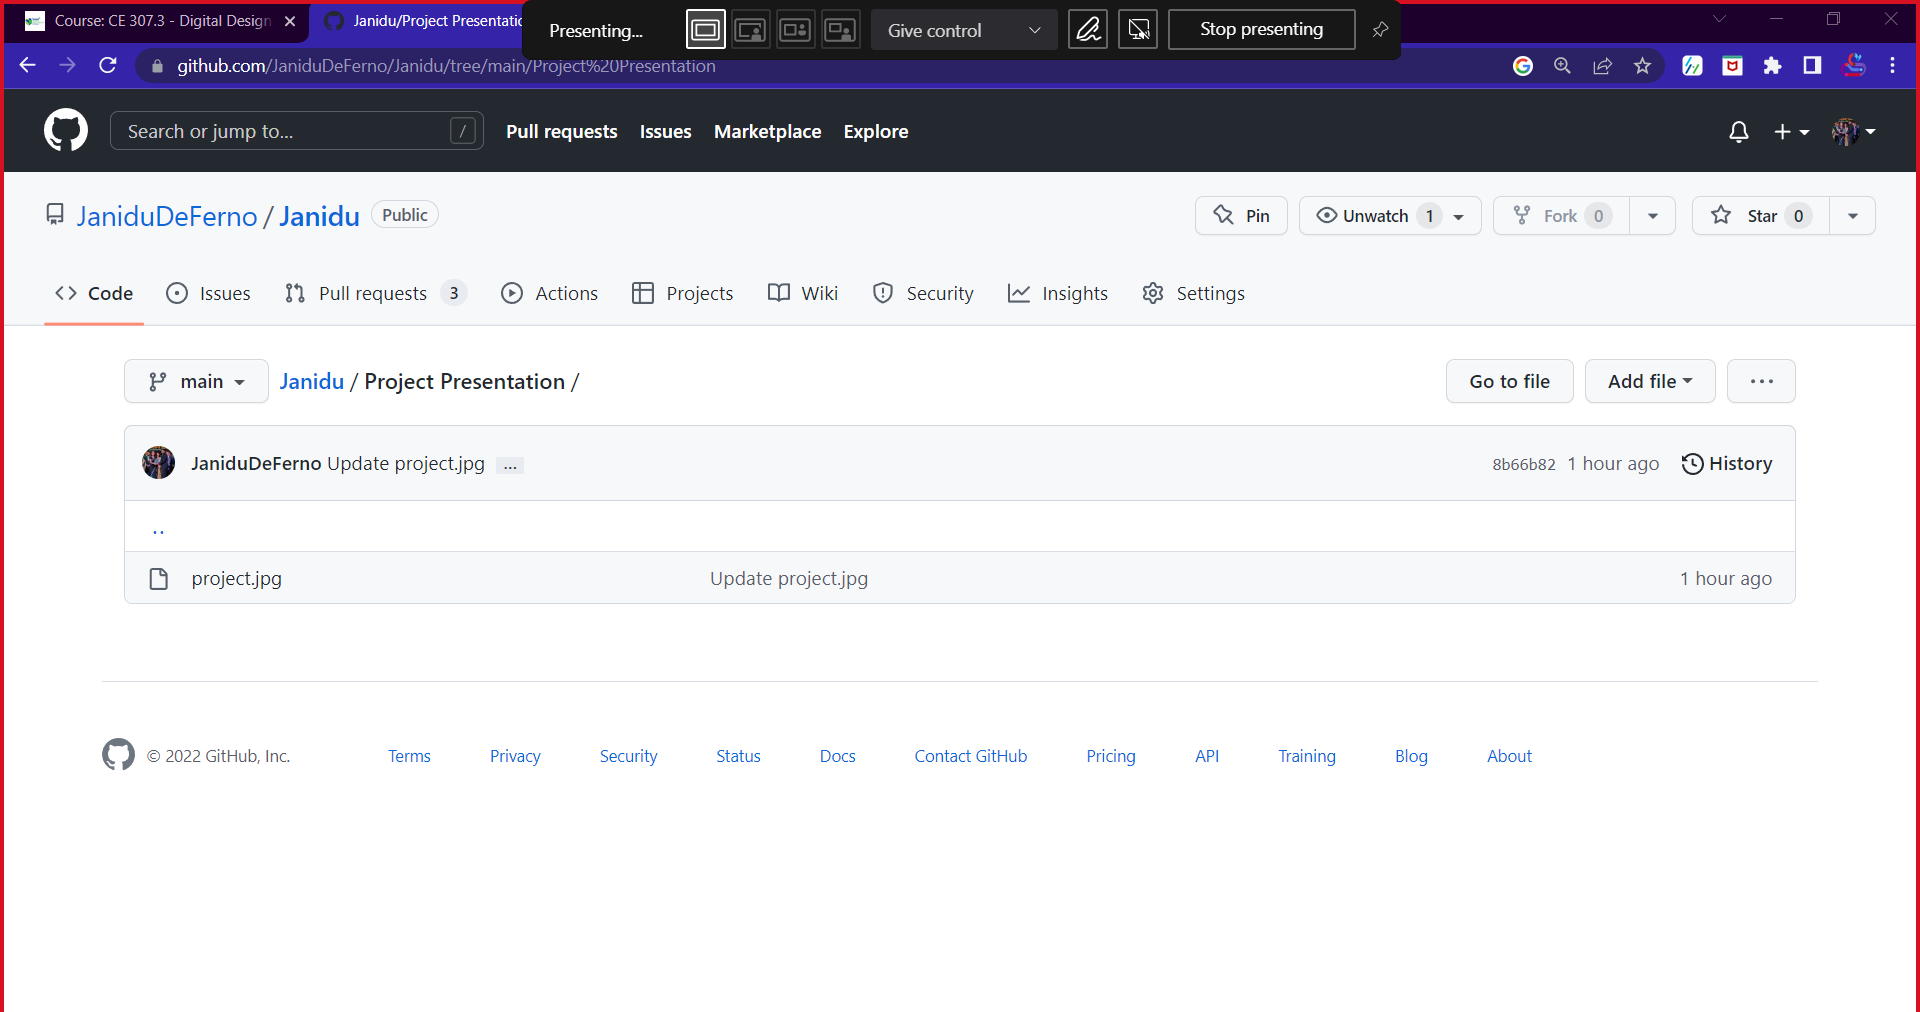 Course: CE 307.3 - Digital Design
Janidu/Project Presentatio
Presenting...
Give control
Stop presenting
github.com/JaniduDeFerno/Janidu/tree/main/Project%20Presentation
Search or jump to...
/
Pull requests
Issues
Marketplace
Explore
JaniduDeFerno / Janidu
Public
Pin
Unwatch 1
Fork 0
Star 0
Code
Issues
Pull requests 3
Actions
Projects
Wiki
Security
Insights
Settings
main
Janidu / Project Presentation /
Go to file
Add file
...
JaniduDeFerno Update project.jpg ...
8b66b82 1 hour ago
History
..
project.jpg
Update project.jpg
1 hour ago
© 2022 GitHub, Inc.
Terms
Privacy
Security
Status
Docs
Contact GitHub
Pricing
API
Training
Blog
About